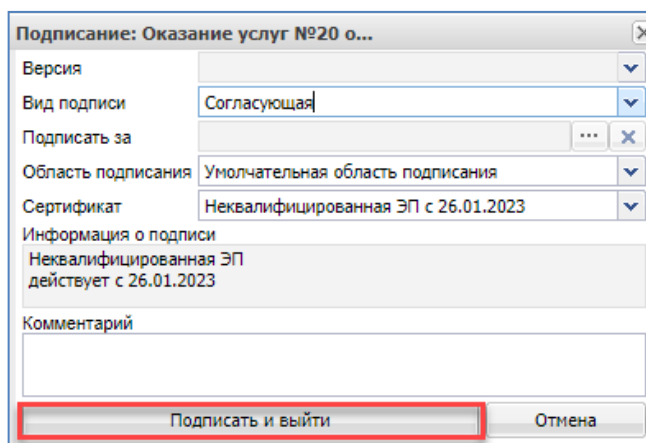 Подписание: Оказание услуг №20 о...
Версия
Вид подписи Согласующая
Подписать за ...
Область подписания Умолчательная область подписания
Сертификат Неквалифицированная ЭП с 26.01.2023
Информация о подписи
Неквалифицированная ЭП
действует с 26.01.2023
Комментарий
Подписать и выйти Отмена